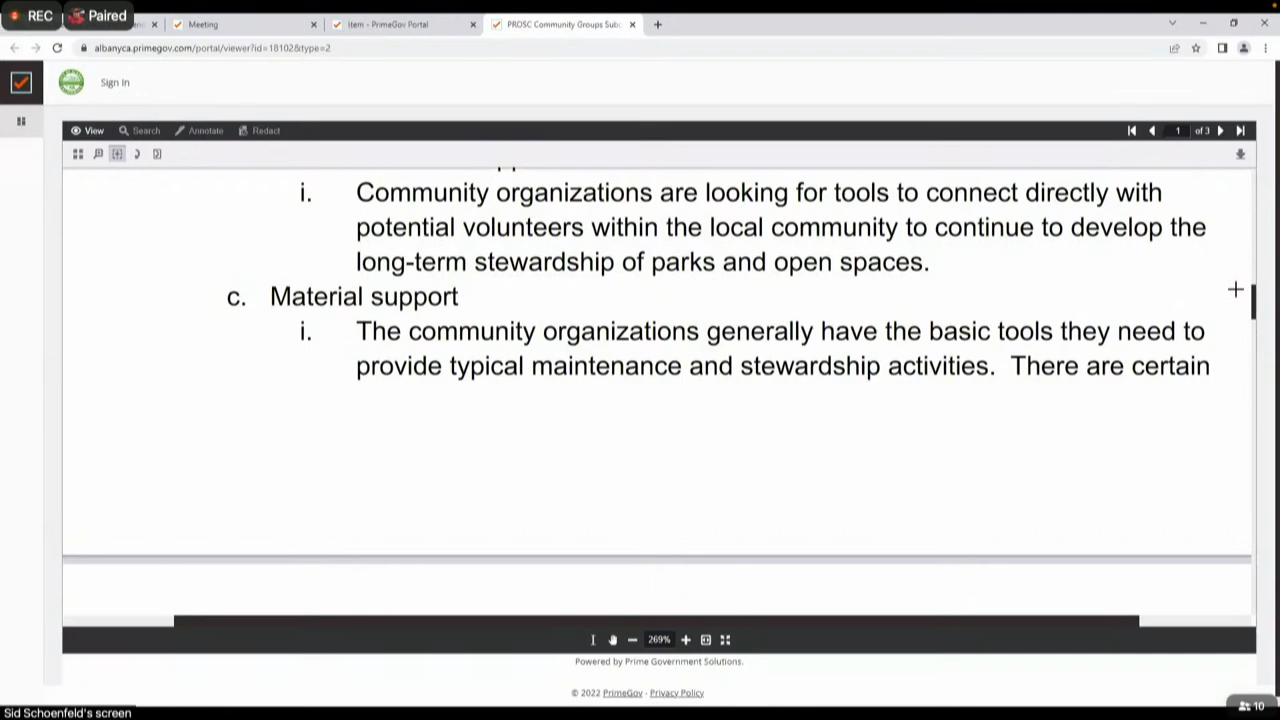 REC
Paired
Meeting
Item - PrimeGov Portal
PROSC Community Groups Subc
albanyca.primegov.com/portal/viewer?id=18102&type=2
Sign In
View Search Annotate Redact
1 of 3
i. Community organizations are looking for tools to connect directly with
potential volunteers within the local community to continue to develop the
long-term stewardship of parks and open spaces.
c. Material support
i. The community organizations generally have the basic tools they need to
provide typical maintenance and stewardship activities. There are certain
269%
Powered by Prime Government Solutions.
© 2022 PrimeGov - Privacy Policy
Sid Schoenfeld's screen
10